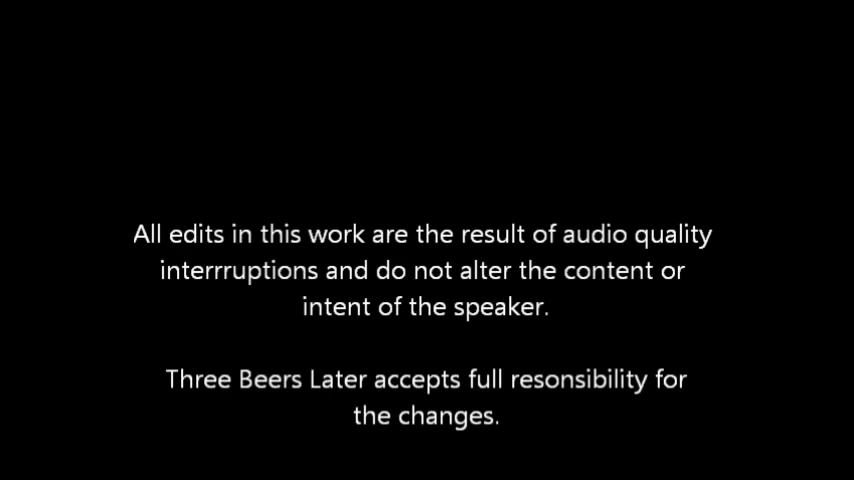 All edits in this work are the result of audio quality
interrruptions and do not alter the content or
intent of the speaker.
Three Beers Later accepts full resonsibility for
the changes.